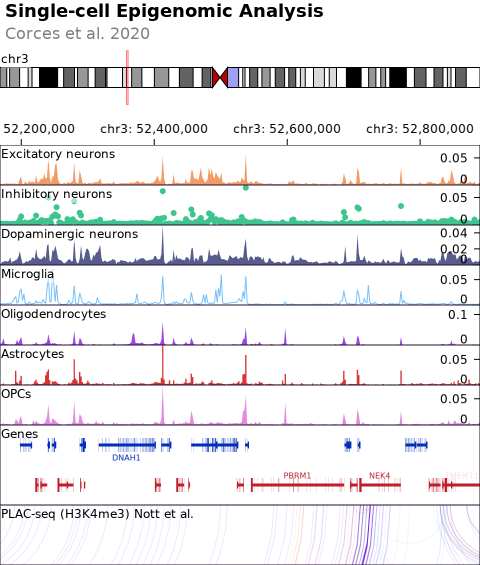 Single-cell Epigenomic Analysis
Corces et al. 2020
chr3
52,200,000 chr3: 52,400,000 chr3: 52,600,000 chr3: 52,800,000
Excitatory neurons
0.05
0
Inhibitory neurons
0.05
0
Dopaminergic neurons
0.04
0.02
0
Microglia
0.05
0
Oligodendrocytes
0.1
0
Astrocytes
0.05
0
OPCs
0.05
0
Genes
DNAH1
PBRM1 NEK4 TMEM110
PLAC-seq (H3K4me3) Nott et al.